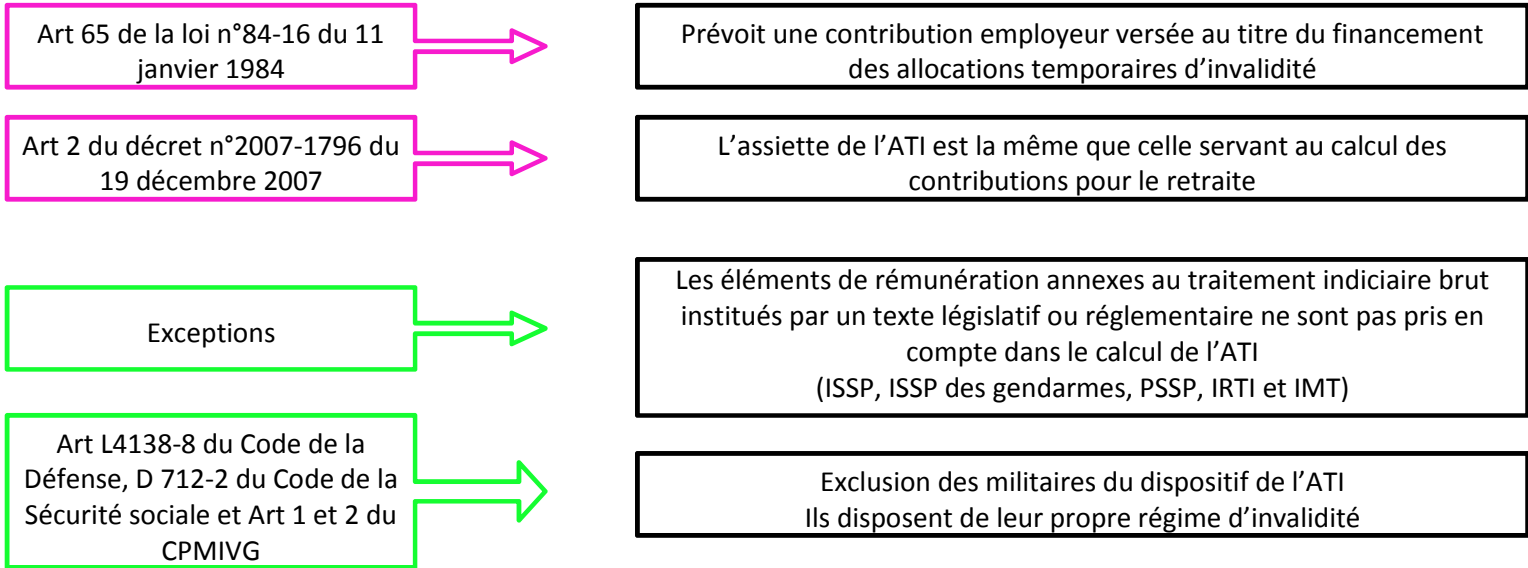 Art 65 de la loi n°84-16 du 11
janvier 1984
Prévoit une contribution employeur versée au titre du financement
des allocations temporaires d’invalidité
Art 2 du décret n°2007-1796 du
19 décembre 2007
L’assiette de l’ATI est la même que celle servant au calcul des
contributions pour le retraite
Exceptions
Les éléments de rémunération annexes au traitement indiciaire brut
institués par un texte législatif ou réglementaire ne sont pas pris en
compte dans le calcul de l’ATI
(ISSP, ISSP des gendarmes, PSSP, IRTI et IMT)
Art L4138-8 du Code de la
Défense, D 712-2 du Code de la
Sécurité sociale et Art 1 et 2 du
CPMIVG
Exclusion des militaires du dispositif de l’ATI
Ils disposent de leur propre régime d’invalidité